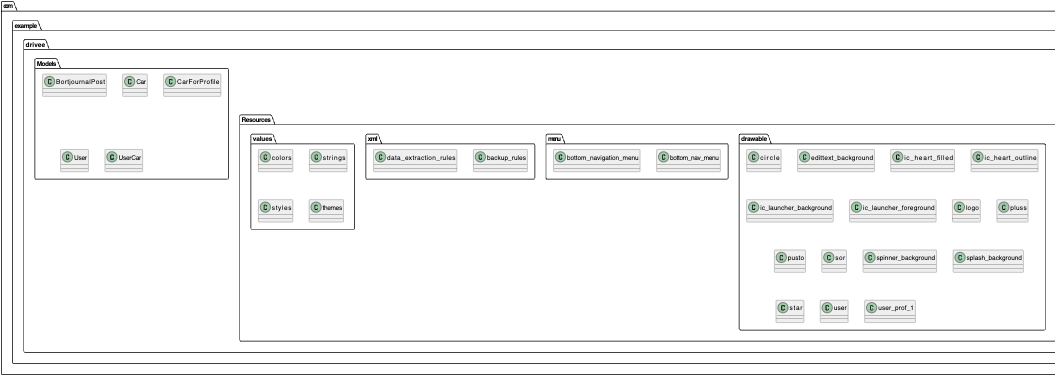 com
example
drivee
Models
C BortjournalPost C Car C CarForProfile
C User C UserCar
Resources
values
C colors C strings
C styles C themes
xml
C data_extraction_rules C backup_rules
menu
C bottom_navigation_menu C bottom_nav_menu
drawable
C circle C edittext_background C ic_heart_filled C ic_heart_outline
C ic_launcher_background C ic_launcher_foreground C logo C pluss
C pusto C sor C spinner_background C splash_background
C star C user C user_prof_1